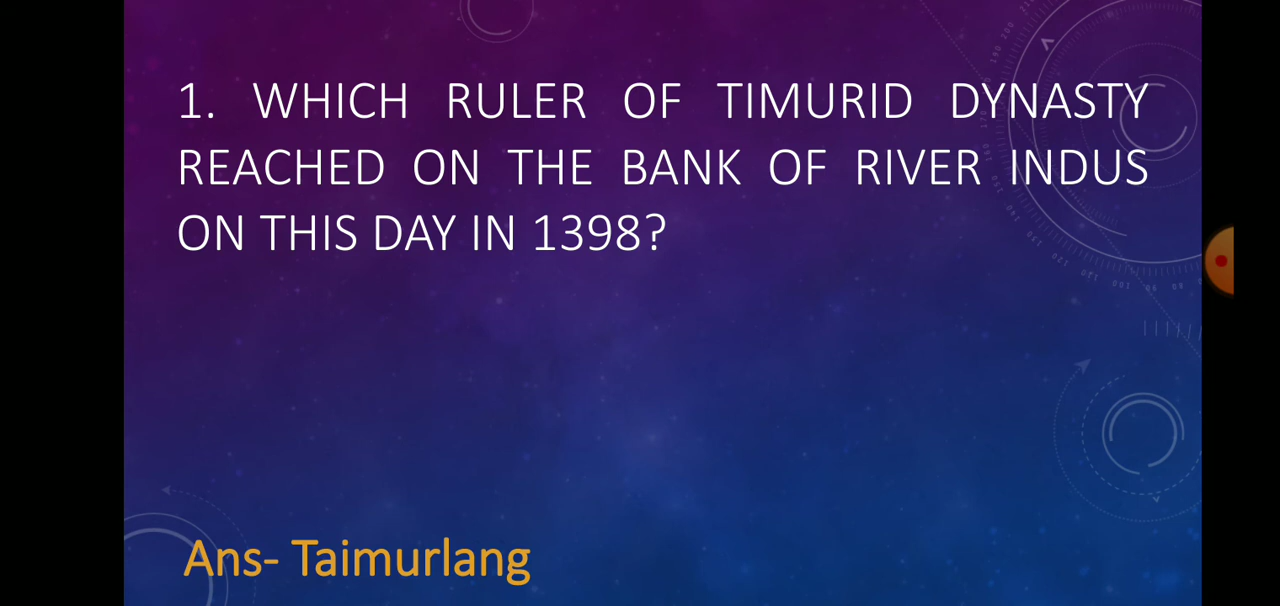 1. WHICH RULER OF TIMURID DYNASTY
REACHED ON THE BANK OF RIVER INDUS
ON THIS DAY IN 1398?
Ans- Taimurlang